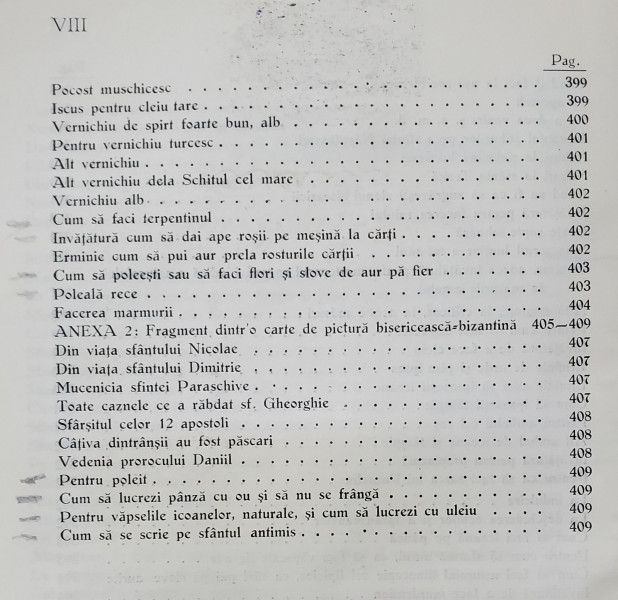 VIII
Pag.
Pocost muschicesc . . . . . . . . . . . . . . . . . . . . 399
Iscus pentru cleiu tare . . . . . . . . . . . . . . . . . . . 399
Vernichiu de spirt foarte bun, alb . . . . . . . . . . . . . . 400
Pentru vernichiu turcesc . . . . . . . . . . . . . . . . . . 401
Alt vernichiu . . . . . . . . . . . . . . . . . . . . . . 401
Alt vernichiu dela Schitul cel mare . . . . . . . . . . . . . 401
Vernichiu alb . . . . . . . . . . . . . . . . . . . . . . 402
Cum să faci terpentinul . . . . . . . . . . . . . . . . . . 402
Invățătură cum să dai ape roșii pe meșină la cărți . . . . . . . . 402
Erminie cum să pui aur prela rosturile cărții . . . . . . . . . . 402
Cum să poleești sau să faci flori și slove de aur pă fier . . . . . . 403
Poleală rece . . . . . . . . . . . . . . . . . . . . . . 403
Facerea marmurii . . . . . . . . . . . . . . . . . . . . 404
ANEXA 2: Fragment dintr'o carte de pictură bisericească-bizantină 405—409
Din viața sfântului Nicolae . . . . . . . . . . . . . . . . . 407
Din viața sfântului Dimitrie . . . . . . . . . . . . . . . . . 407
Mucenicia sfintei Paraschive . . . . . . . . . . . . . . . . . 407
Toate caznele ce a răbdat sf. Gheorghie . . . . . . . . . . . . 407
Sfârșitul celor 12 apostoli . . . . . . . . . . . . . . . . . . 408
Câțiva dintrânșii au fost păscari . . . . . . . . . . . . . . . 408
Vedenia prorocului Daniil . . . . . . . . . . . . . . . . . . 408
Pentru poleit . . . . . . . . . . . . . . . . . . . . . . 409
Cum să lucrezi pânză cu ou și să nu se frângă . . . . . . . . . 409
Pentru văpselile icoanelor, naturale, și cum să lucrezi cu uleiu . . . . 409
Cum să se scrie pe sfântul antimis . . . . . . . . . . . . . . 409